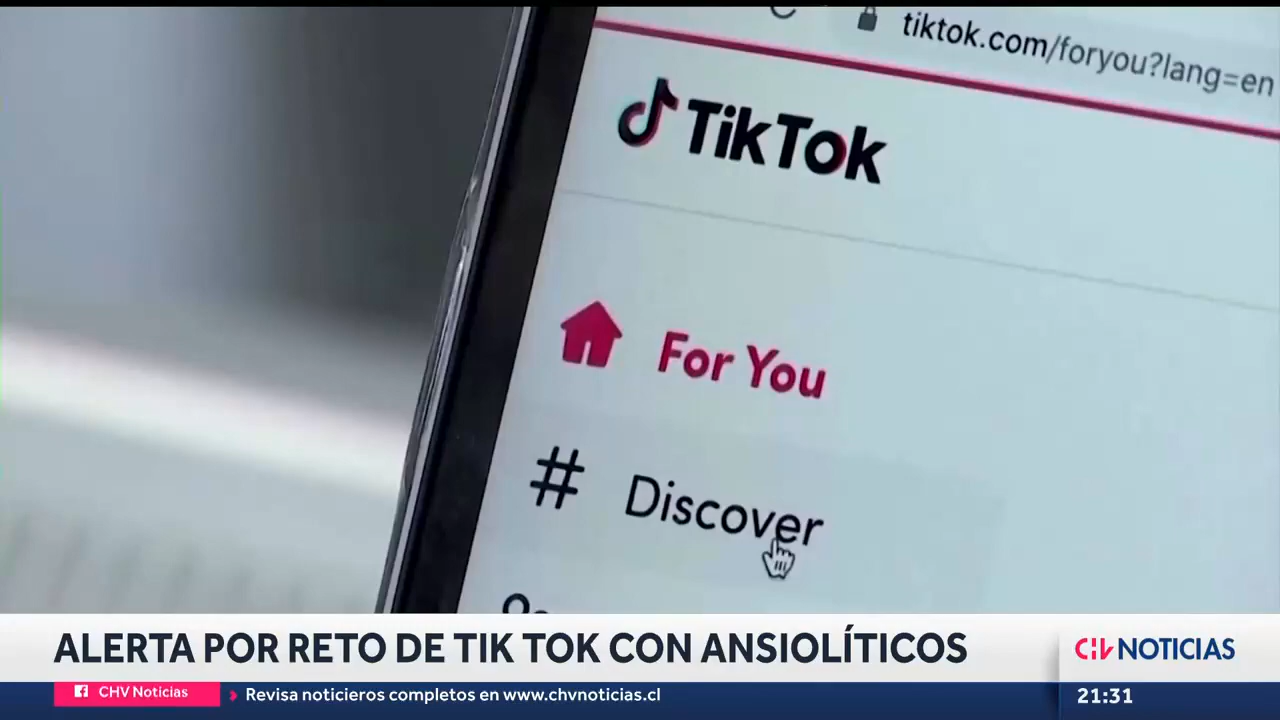 tiktok.com/foryou?lang=en
TikTok
For You
# Discover
ALERTA POR RETO DE TIK TOK CON ANSIOLÍTICOS
CHV NOTICIAS
CHV Noticias
Revisa noticieros completos en www.chvnoticias.cl
21:31